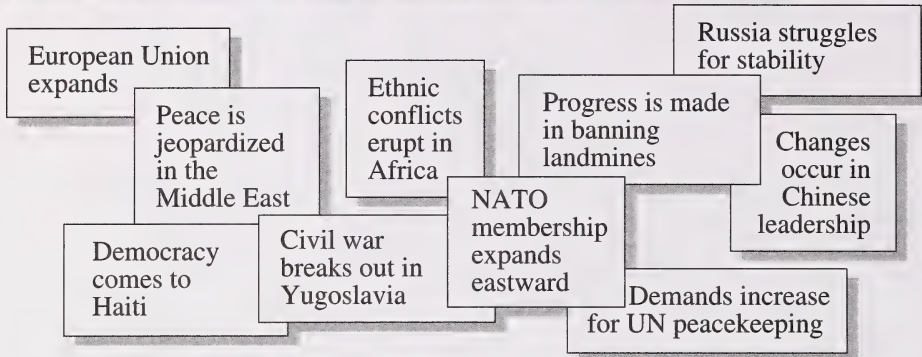 European Union
expands
Peace is
jeopardized
in the
Middle East
Ethnic
conflicts
erupt in
Africa
Progress is made
in banning
landmines
Russia struggles
for stability
Changes
occur in
Chinese
leadership
Democracy
comes to
Haiti
Civil war
breaks out in
Yugoslavia
NATO
membership
expands
eastward
Demands increase
for UN peacekeeping